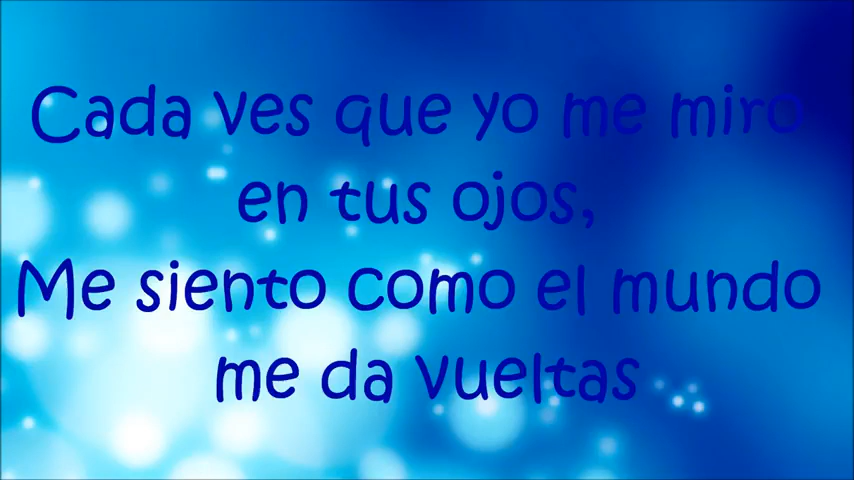 Cada ves que yo me miro
en tus ojos,
Me siento como el mundo
me da vueltas